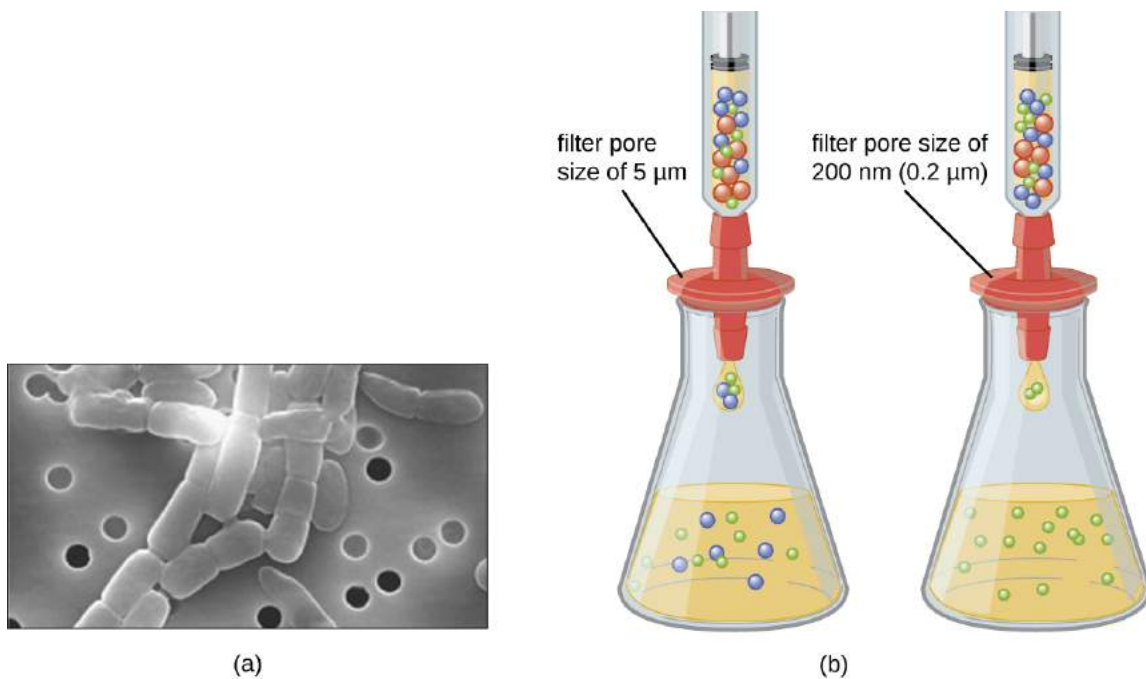 filter pore
size of 5 µm
filter pore size of
200 nm (0.2 µm)
(a)
(b)